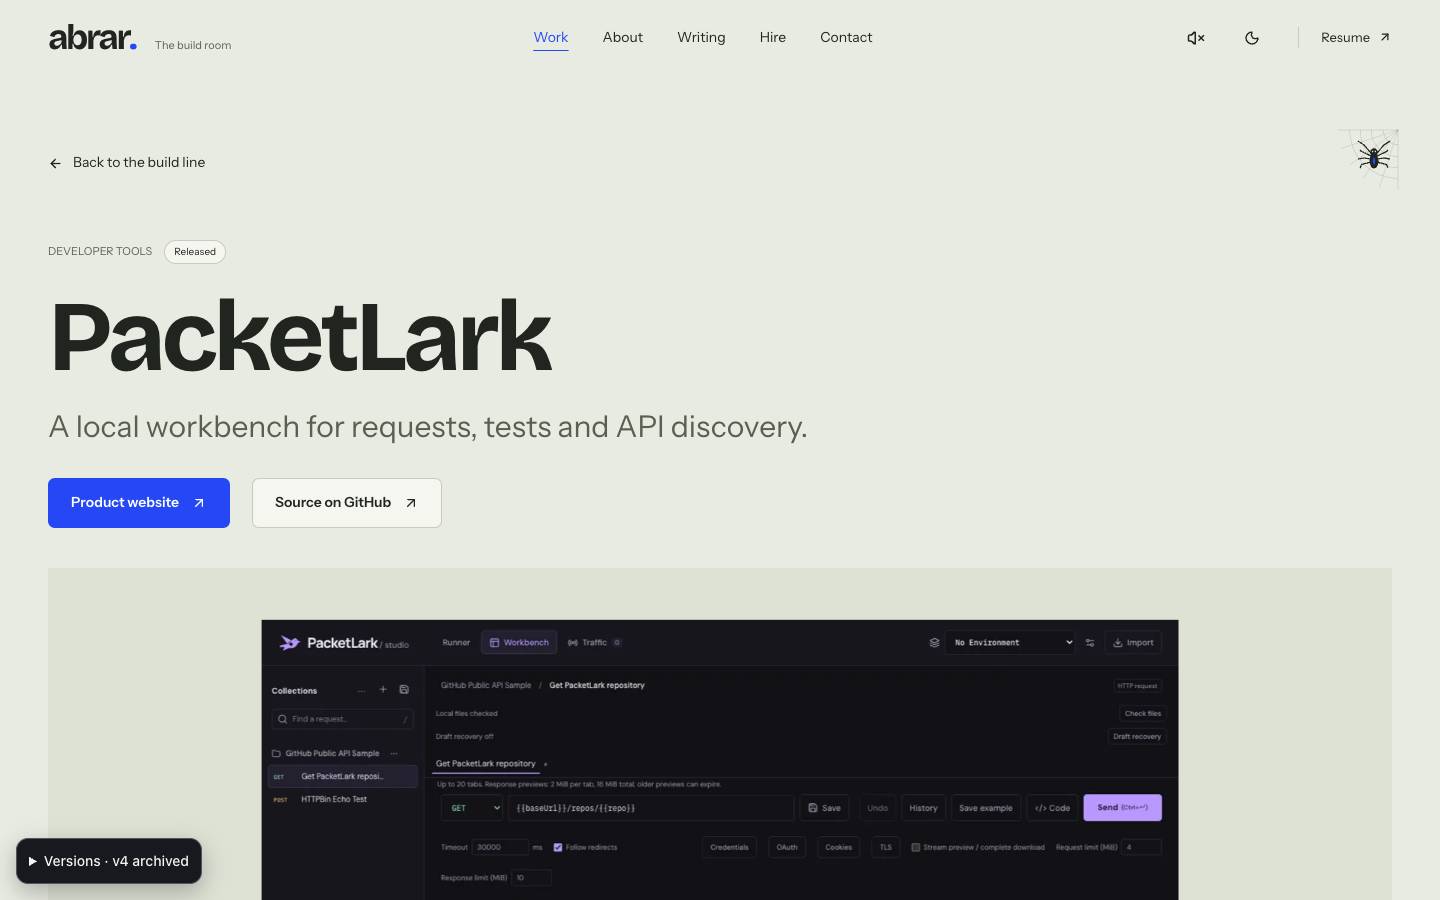 abrar.
The build room
Work
About
Writing
Hire
Contact
Resume
Back to the build line
DEVELOPER TOOLS
Released
PacketLark
A local workbench for requests, tests and API discovery.
Product website
Source on GitHub
PacketLark / studio
Runner
Workbench
Traffic 0
No Environment
Import
Collections
Find a request.. /
GitHub Public API Sample
GET Get PacketLark reposi..
POST HTTPBin Echo Test
GitHub Public API Sample / Get PacketLark repository
HTTP request
Local files checked
Check files
Draft recovery off
Draft recovery
Get PacketLark repository
Up to 20 tabs. Response previews: 2 MiB per tab, 16 MiB total; older previews can expire.
GET
{{baseUrl}}/repos/{{repo}}
Save
Undo
History
Save example
</> Code
Send (Ctrl+↵)
Timeout 30000 ms
Follow redirects
Credentials
OAuth
Cookies
TLS
Stream preview / complete download
Request limit (MiB) 4
Response limit (MiB) 10
Versions · v4 archived